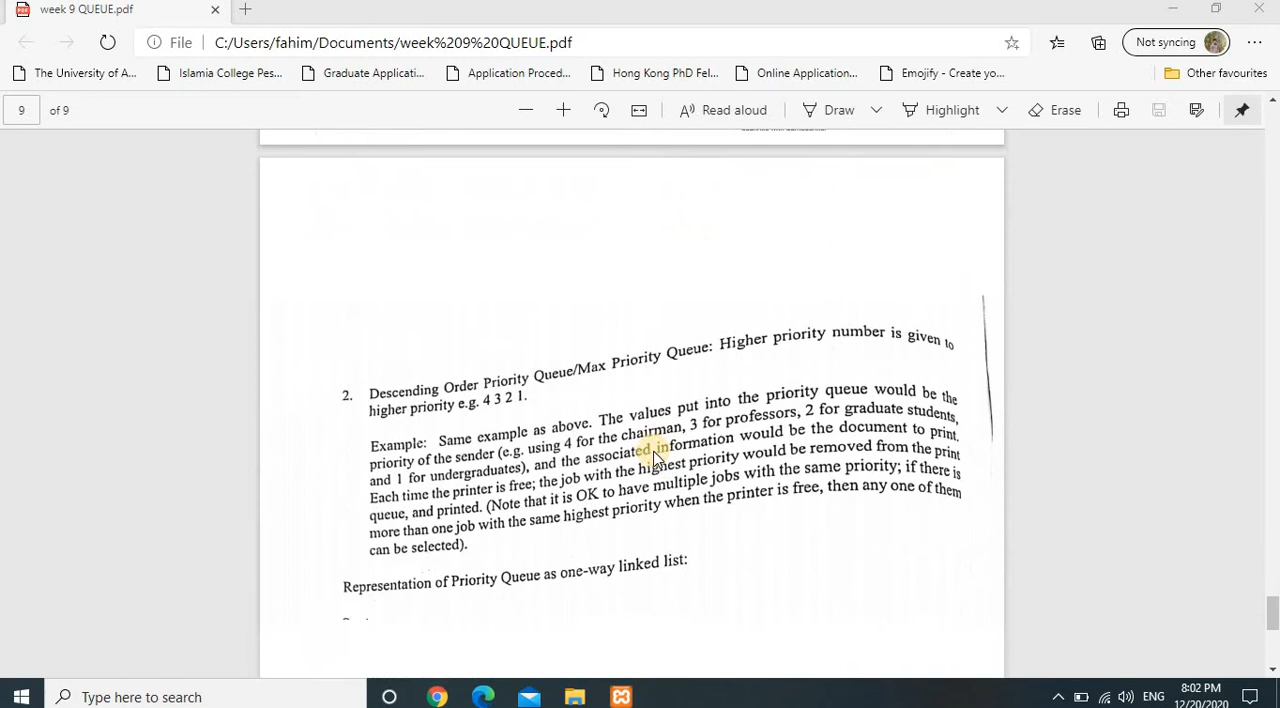 week 9 QUEUE.pdf
File C:/Users/fahim/Documents/week%209%20QUEUE.pdf
Not syncing
The University of A...
Islamia College Pes...
Graduate Applicati...
Application Proced...
Hong Kong PhD Fel...
Online Application...
Emojify - Create yo...
Other favourites
9 of 9
Read aloud
Draw
Highlight
Erase
2. Descending Order Priority Queue/Max Priority Queue: Higher priority number is given to
higher priority e.g. 4 3 2 1.
Example: Same example as above. The values put into the priority queue would be the
priority of the sender (e.g. using 4 for the chairman, 3 for professors, 2 for graduate students,
and 1 for undergraduates), and the associated information would be the document to print.
Each time the printer is free; the job with the highest priority would be removed from the print
queue, and printed. (Note that it is OK to have multiple jobs with the same priority; if there is
more than one job with the same highest priority when the printer is free, then any one of them
can be selected).
Representation of Priority Queue as one-way linked list:
Type here to search
ENG
8:02 PM
12/20/2020